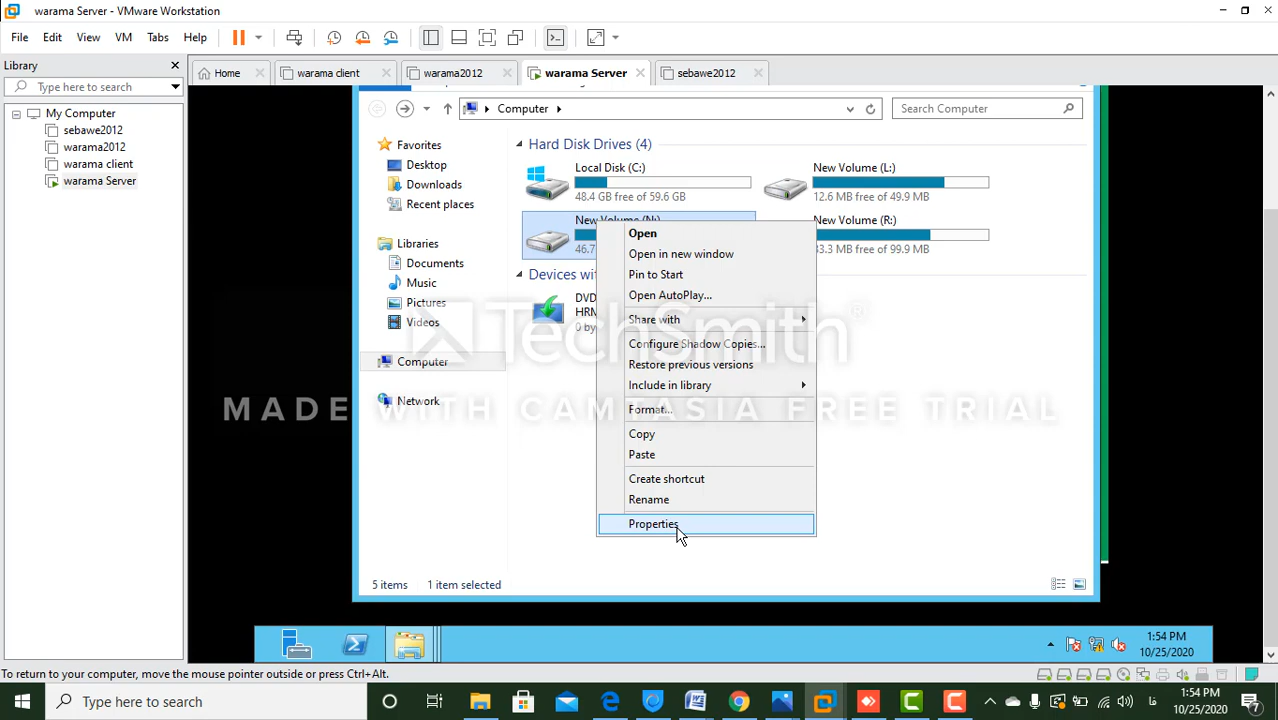 warama Server - VMware Workstation
File Edit View VM Tabs Help
Library
Type here to search
My Computer
sebawe2012
warama2012
warama client
warama Server
Home
warama client
warama2012
warama Server
sebawe2012
Computer
Search Computer
Favorites
Desktop
Downloads
Recent places
Libraries
Documents
Music
Pictures
Videos
Computer
Network
Hard Disk Drives (4)
Local Disk (C:)
48.4 GB free of 59.6 GB
New Volume (L:)
12.6 MB free of 49.9 MB
New Volume (N:)
46.7
New Volume (R:)
33.3 MB free of 99.9 MB
Devices wi
DVD
HRM
0 by
Open
Open in new window
Pin to Start
Open AutoPlay...
Share with
Configure Shadow Copies...
Restore previous versions
Include in library
Format...
Copy
Paste
Create shortcut
Rename
Properties
TechSmith®
MADE WITH CAMTASIA FREE TRIAL
5 items 1 item selected
1:54 PM
10/25/2020
To return to your computer, move the mouse pointer outside or press Ctrl+Alt.
Type here to search
فا
1:54 PM
10/25/2020
7